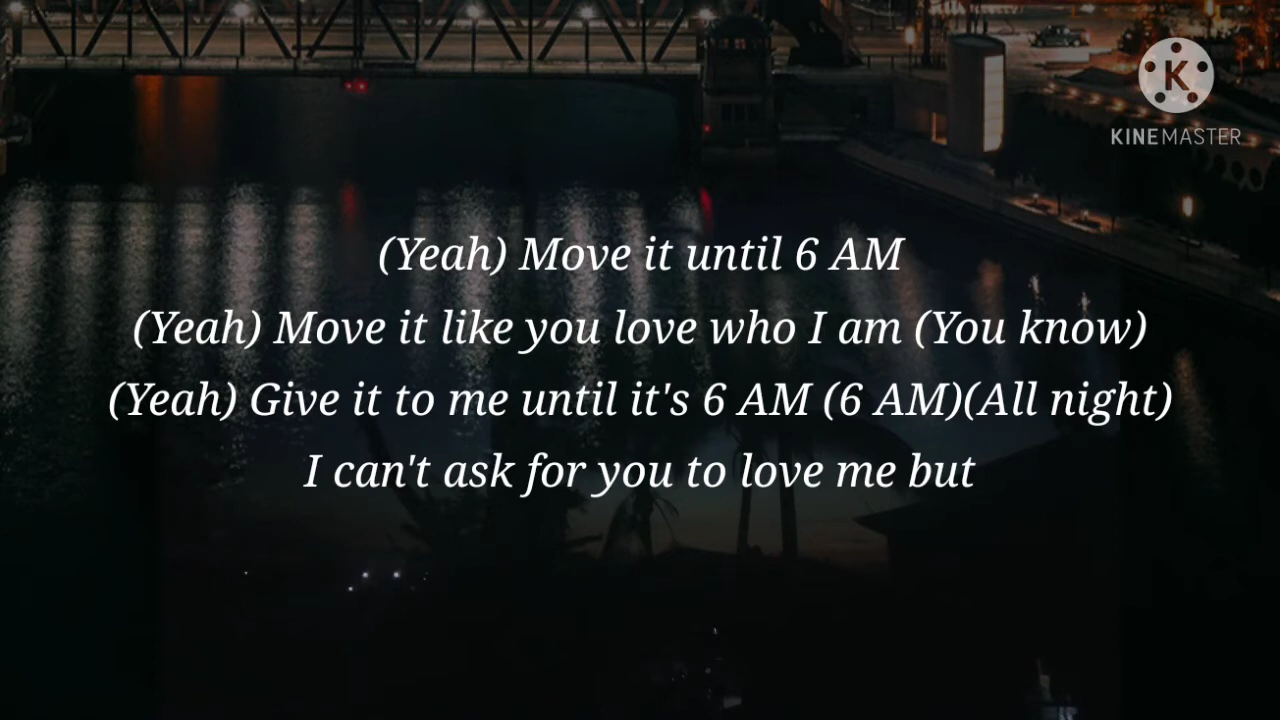 K
KINEMASTER
(Yeah) Move it until 6 AM
(Yeah) Move it like you love who I am (You know)
(Yeah) Give it to me until it's 6 AM (6 AM)(All night)
I can't ask for you to love me but